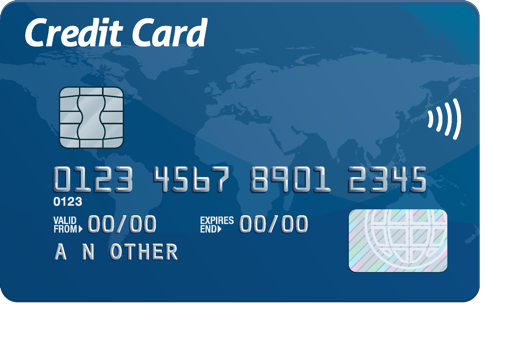 Credit Card
0123 4567 8901 2345
0123
VALID FROM 00/00 EXPIRES END 00/00
A N OTHER